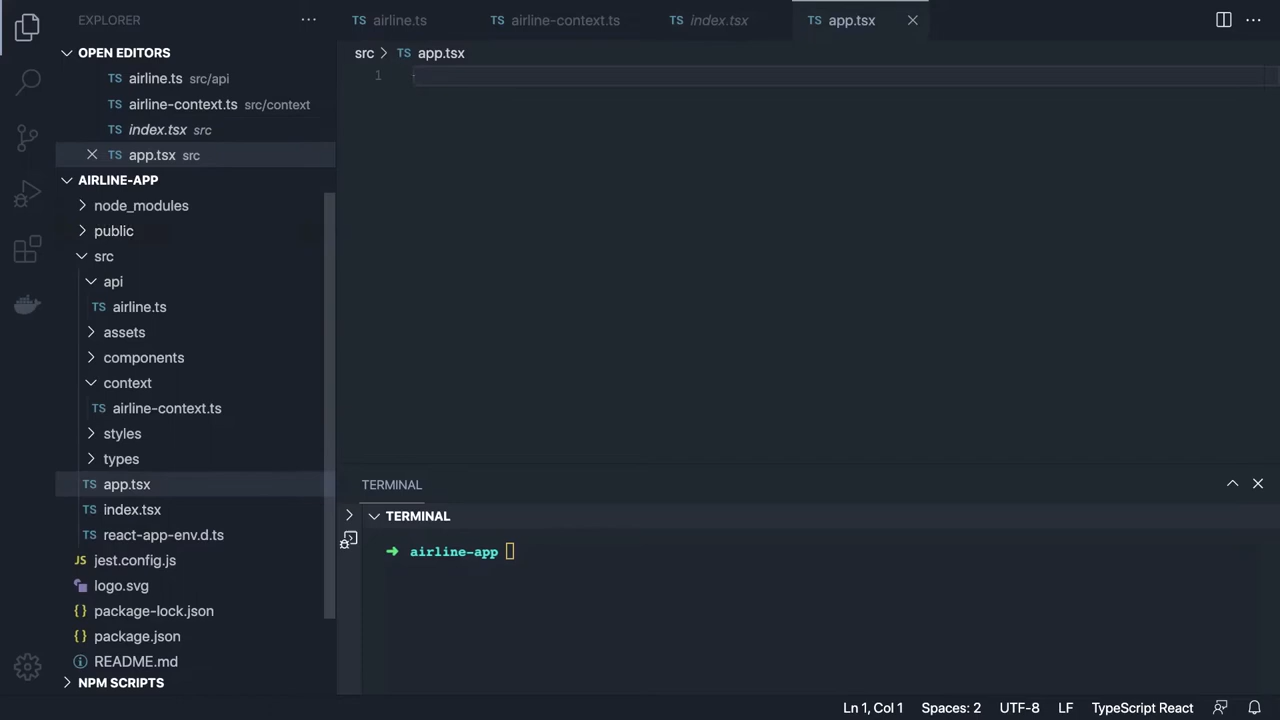 EXPLORER
OPEN EDITORS
TS airline.ts src/api
TS airline-context.ts src/context
TS index.tsx src
TS app.tsx src
AIRLINE-APP
node_modules
public
src
api
TS airline.ts
assets
components
context
TS airline-context.ts
styles
types
TS app.tsx
TS index.tsx
TS react-app-env.d.ts
JS jest.config.js
logo.svg
{} package-lock.json
{} package.json
README.md
NPM SCRIPTS
TS airline.ts
TS airline-context.ts
TS index.tsx
TS app.tsx
src > TS app.tsx
1
TERMINAL
TERMINAL
➜ airline-app
Ln 1, Col 1
Spaces: 2
UTF-8
LF
TypeScript React